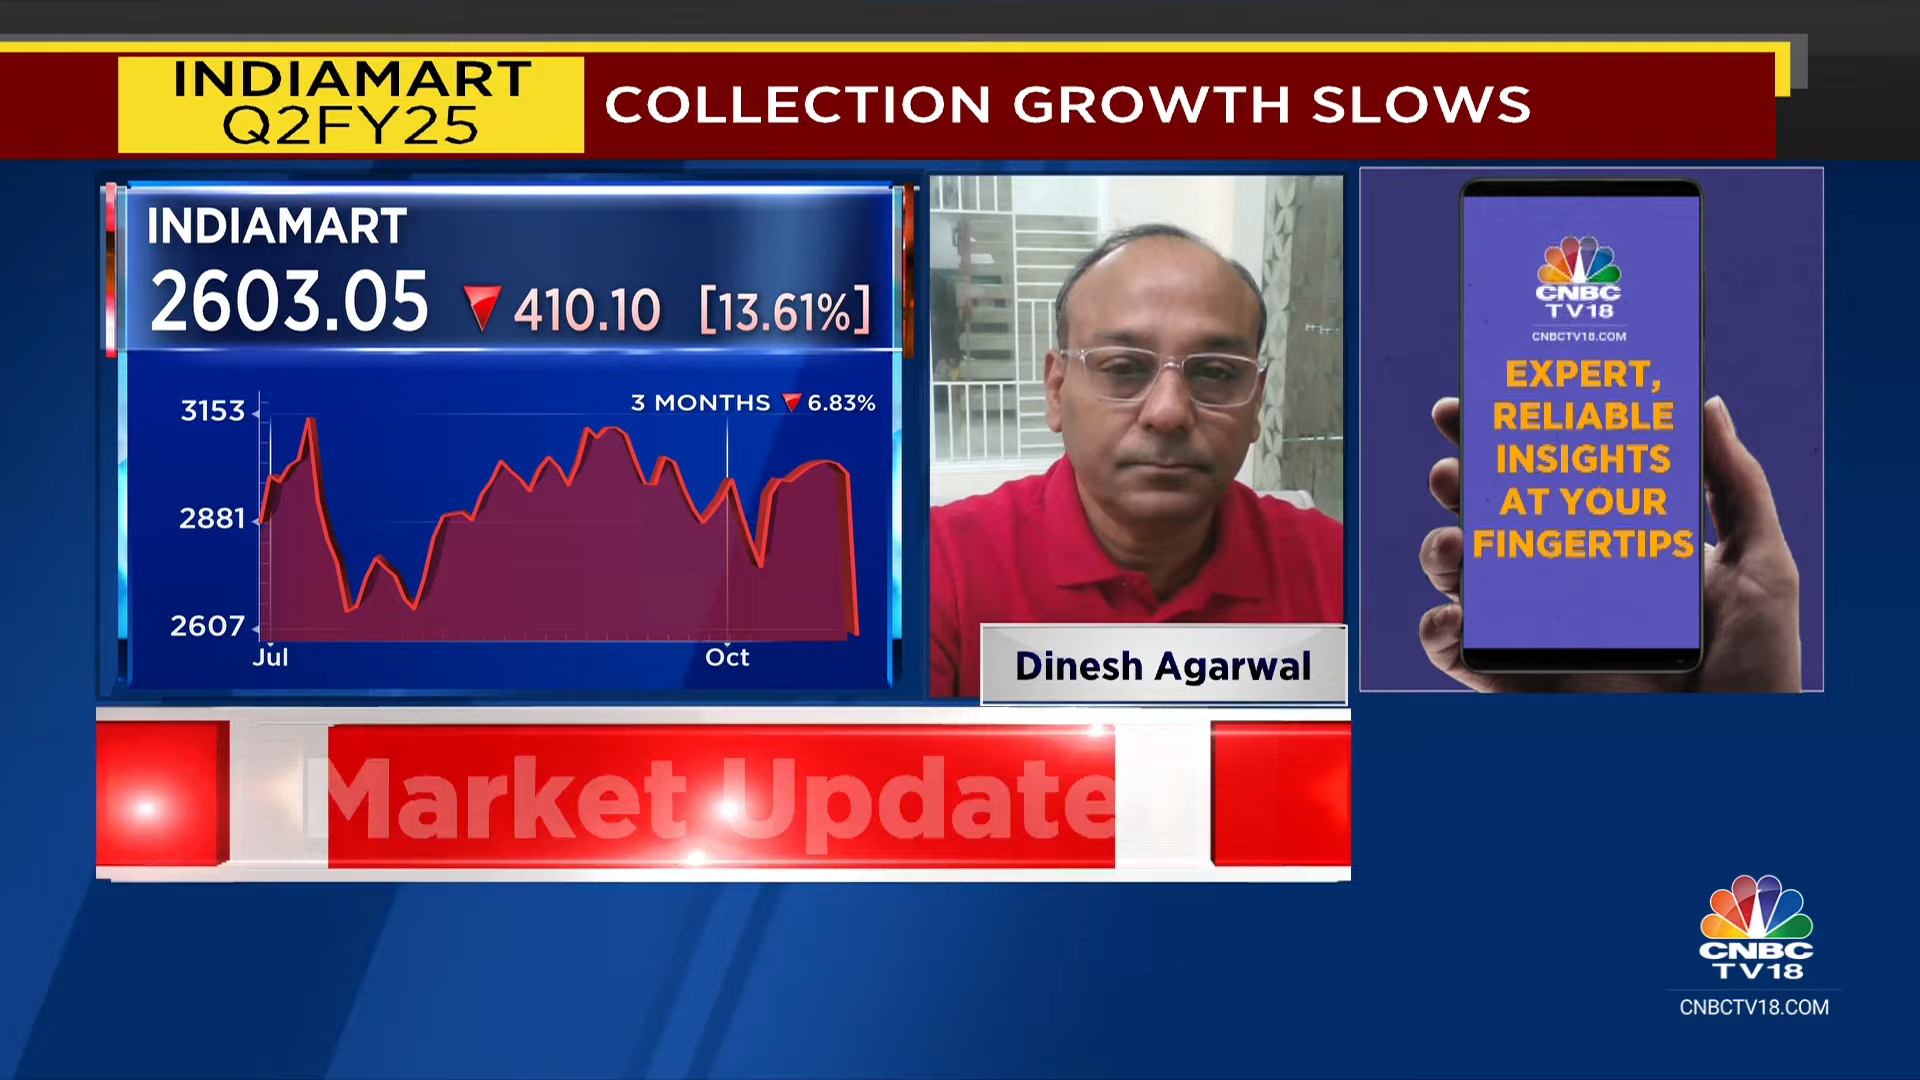 INDIAMART
Q2FY25
COLLECTION GROWTH SLOWS
INDIAMART
2603.05 ▼ 410.10 [13.61%]
3 MONTHS ▼ 6.83%
3153
2881
2607
Jul Oct
Dinesh Agarwal
CNBC
TV18
CNBCTV18.COM
EXPERT,
RELIABLE
INSIGHTS
AT YOUR
FINGERTIPS
Market Update
CNBC
TV18
CNBCTV18.COM